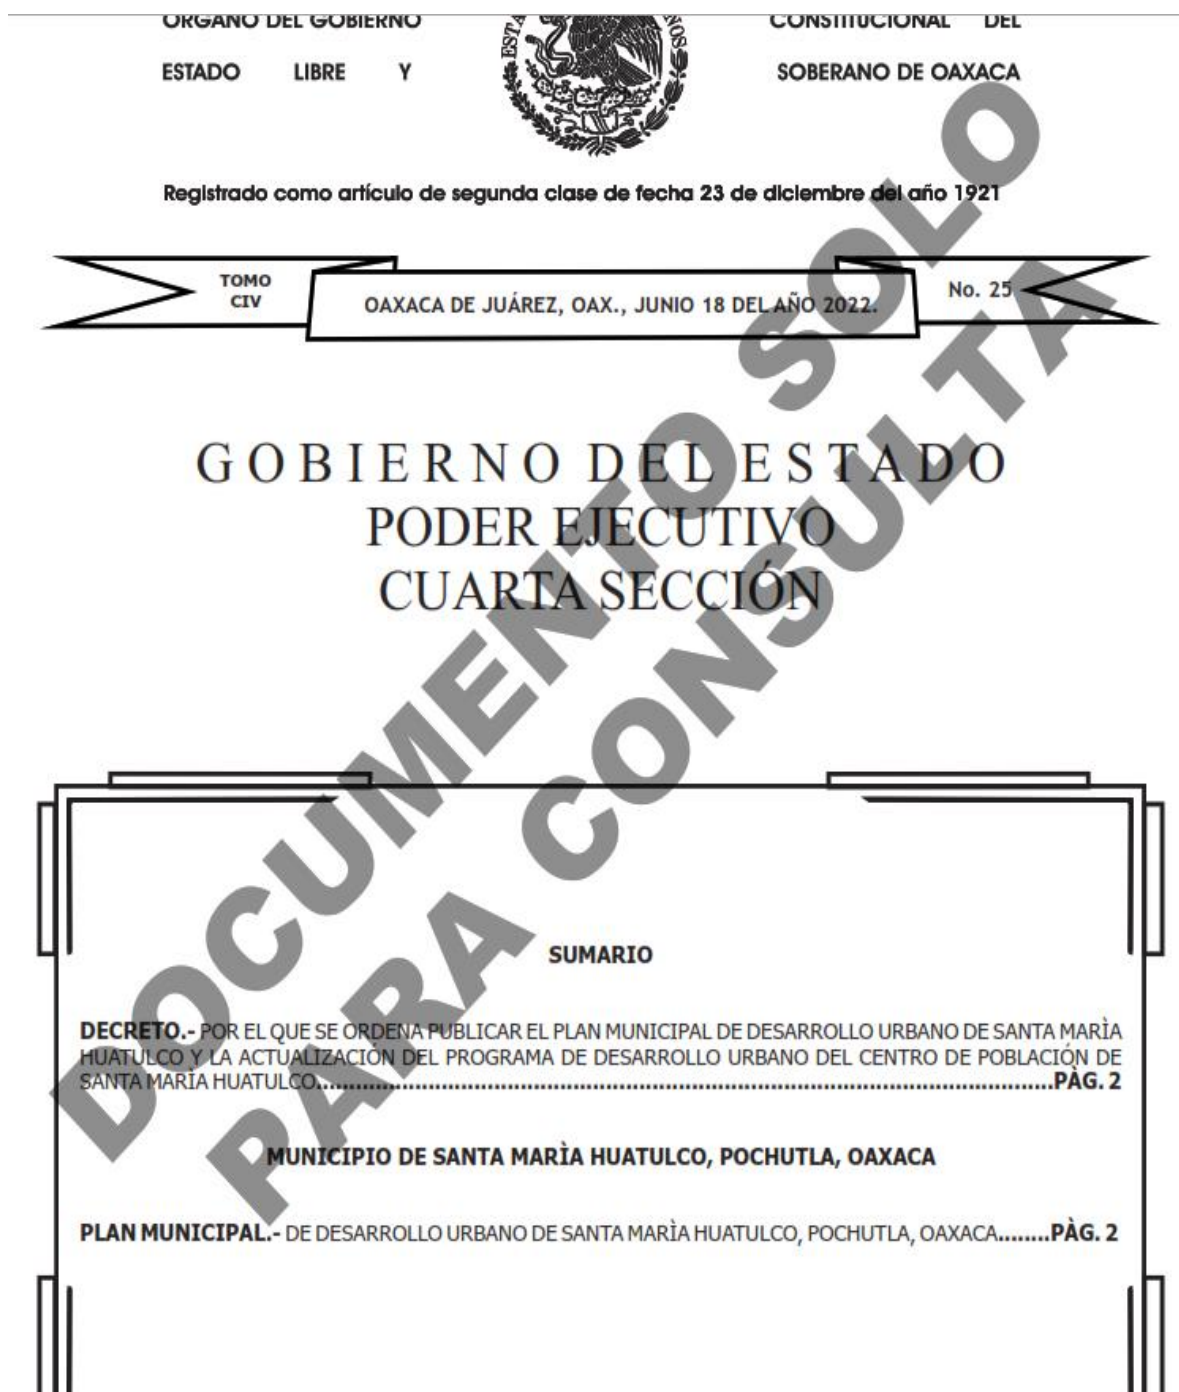 ORGANO DEL GOBIERNO
ESTADO LIBRE Y
CONSTITUCIONAL DEL
SOBERANO DE OAXACA
Registrado como artículo de segunda clase de fecha 23 de diciembre del año 1921
TOMO
CIV
OAXACA DE JUÁREZ, OAX., JUNIO 18 DEL AÑO 2022.
No. 25
GOBIERNO DEL ESTADO
PODER EJECUTIVO
CUARTA SECCIÓN
DOCUMENTO SOLO
PARA CONSULTA
SUMARIO
DECRETO.- POR EL QUE SE ORDENA PUBLICAR EL PLAN MUNICIPAL DE DESARROLLO URBANO DE SANTA MARÌA
HUATULCO Y LA ACTUALIZACIÓN DEL PROGRAMA DE DESARROLLO URBANO DEL CENTRO DE POBLACIÓN DE
SANTA MARÌA HUATULCO..........................................................................................................PÀG. 2
MUNICIPIO DE SANTA MARÌA HUATULCO, POCHUTLA, OAXACA
PLAN MUNICIPAL.- DE DESARROLLO URBANO DE SANTA MARÌA HUATULCO, POCHUTLA, OAXACA........PÀG. 2